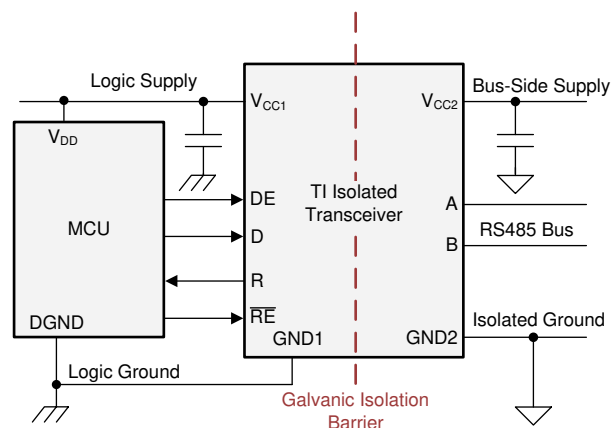 Logic Supply
Bus-Side Supply
VCC1
VCC2
VDD
MCU
DGND
DE
D
R
RE
GND1
TI Isolated
Transceiver
A
RS485 Bus
B
GND2
Isolated Ground
Logic Ground
Galvanic Isolation
Barrier